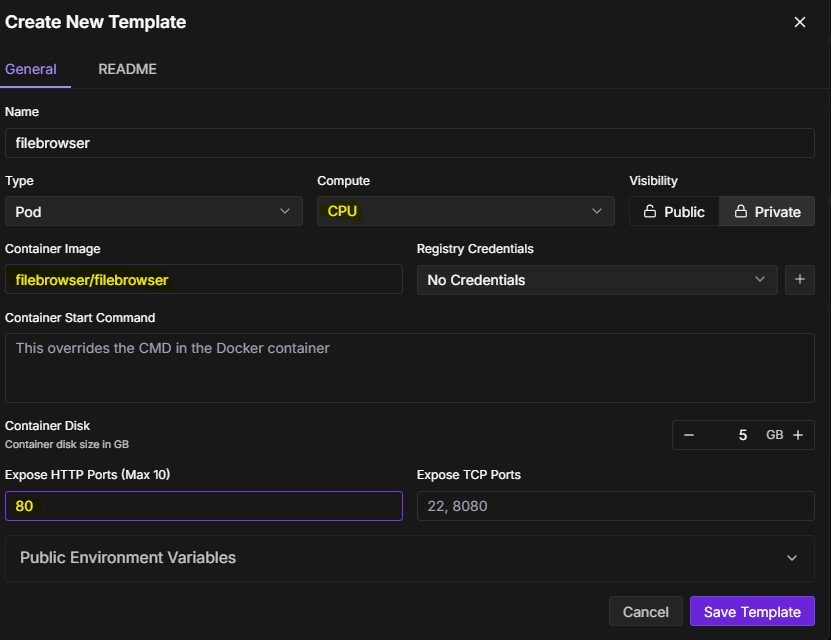 Create New Template
General README
Name
filebrowser
Type Compute Visibility
Pod CPU Public Private
Container Image Registry Credentials
filebrowser/filebrowser No Credentials +
Container Start Command
This overrides the CMD in the Docker container
Container Disk
Container disk size in GB
− 5 GB +
Expose HTTP Ports (Max 10) Expose TCP Ports
80 22, 8080
Public Environment Variables
Cancel Save Template